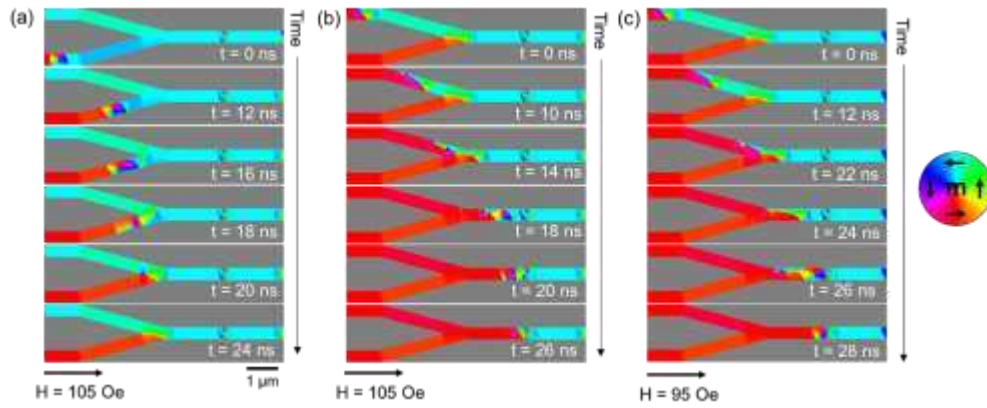 (a)
t = 0 ns
t = 12 ns
t = 16 ns
t = 18 ns
t = 20 ns
t = 24 ns
H = 105 Oe
1 µm
Time
(b)
t = 0 ns
t = 10 ns
t = 14 ns
t = 18 ns
t = 20 ns
t = 26 ns
H = 105 Oe
Time
(c)
t = 0 ns
t = 12 ns
t = 22 ns
t = 24 ns
t = 26 ns
t = 28 ns
H = 95 Oe
Time
m